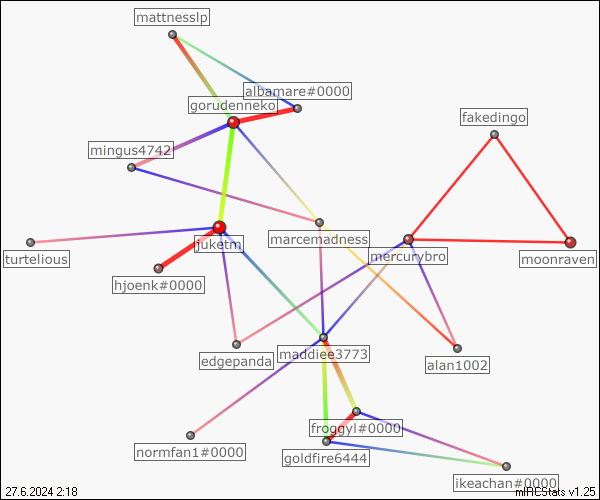 mattnesslp
albamare#0000
gorudenneko
fakedingo
mingus4742
marcemadness
juketm
mercurybro
turtelious
moonraven
hjoenk#0000
edgepanda
maddiee3773
alan1002
froggyl#0000
normfan1#0000
goldfire6444
ikeachan#0000
27.6.2024 2:18
mIRCStats v1.25